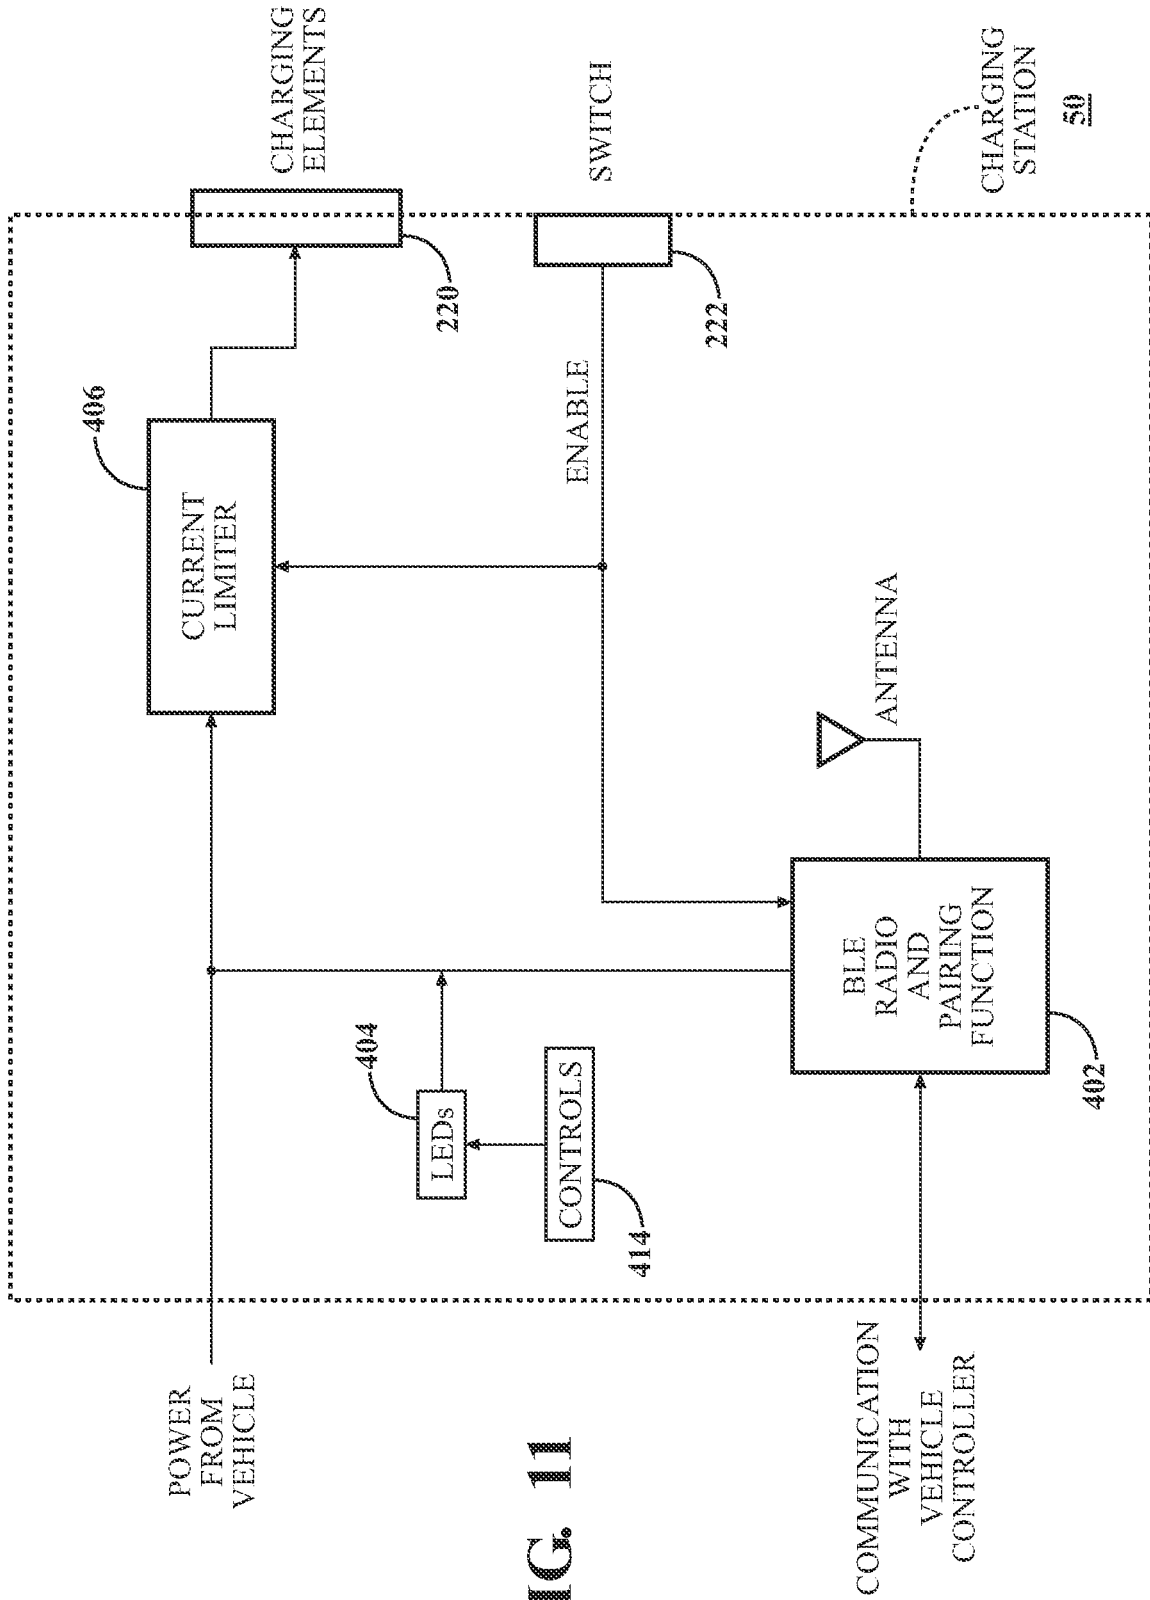 POWER
FROM
VEHICLE
CURRENT
LIMITER
406
CHARGING
ELEMENTS
220
LEDs
404
CONTROLS
414
ENABLE
SWITCH
222
BLE
RADIO
AND
PAIRING
FUNCTION
402
ANTENNA
COMMUNICATION
WITH
VEHICLE
CONTROLLER
CHARGING
STATION
50
IG. 11